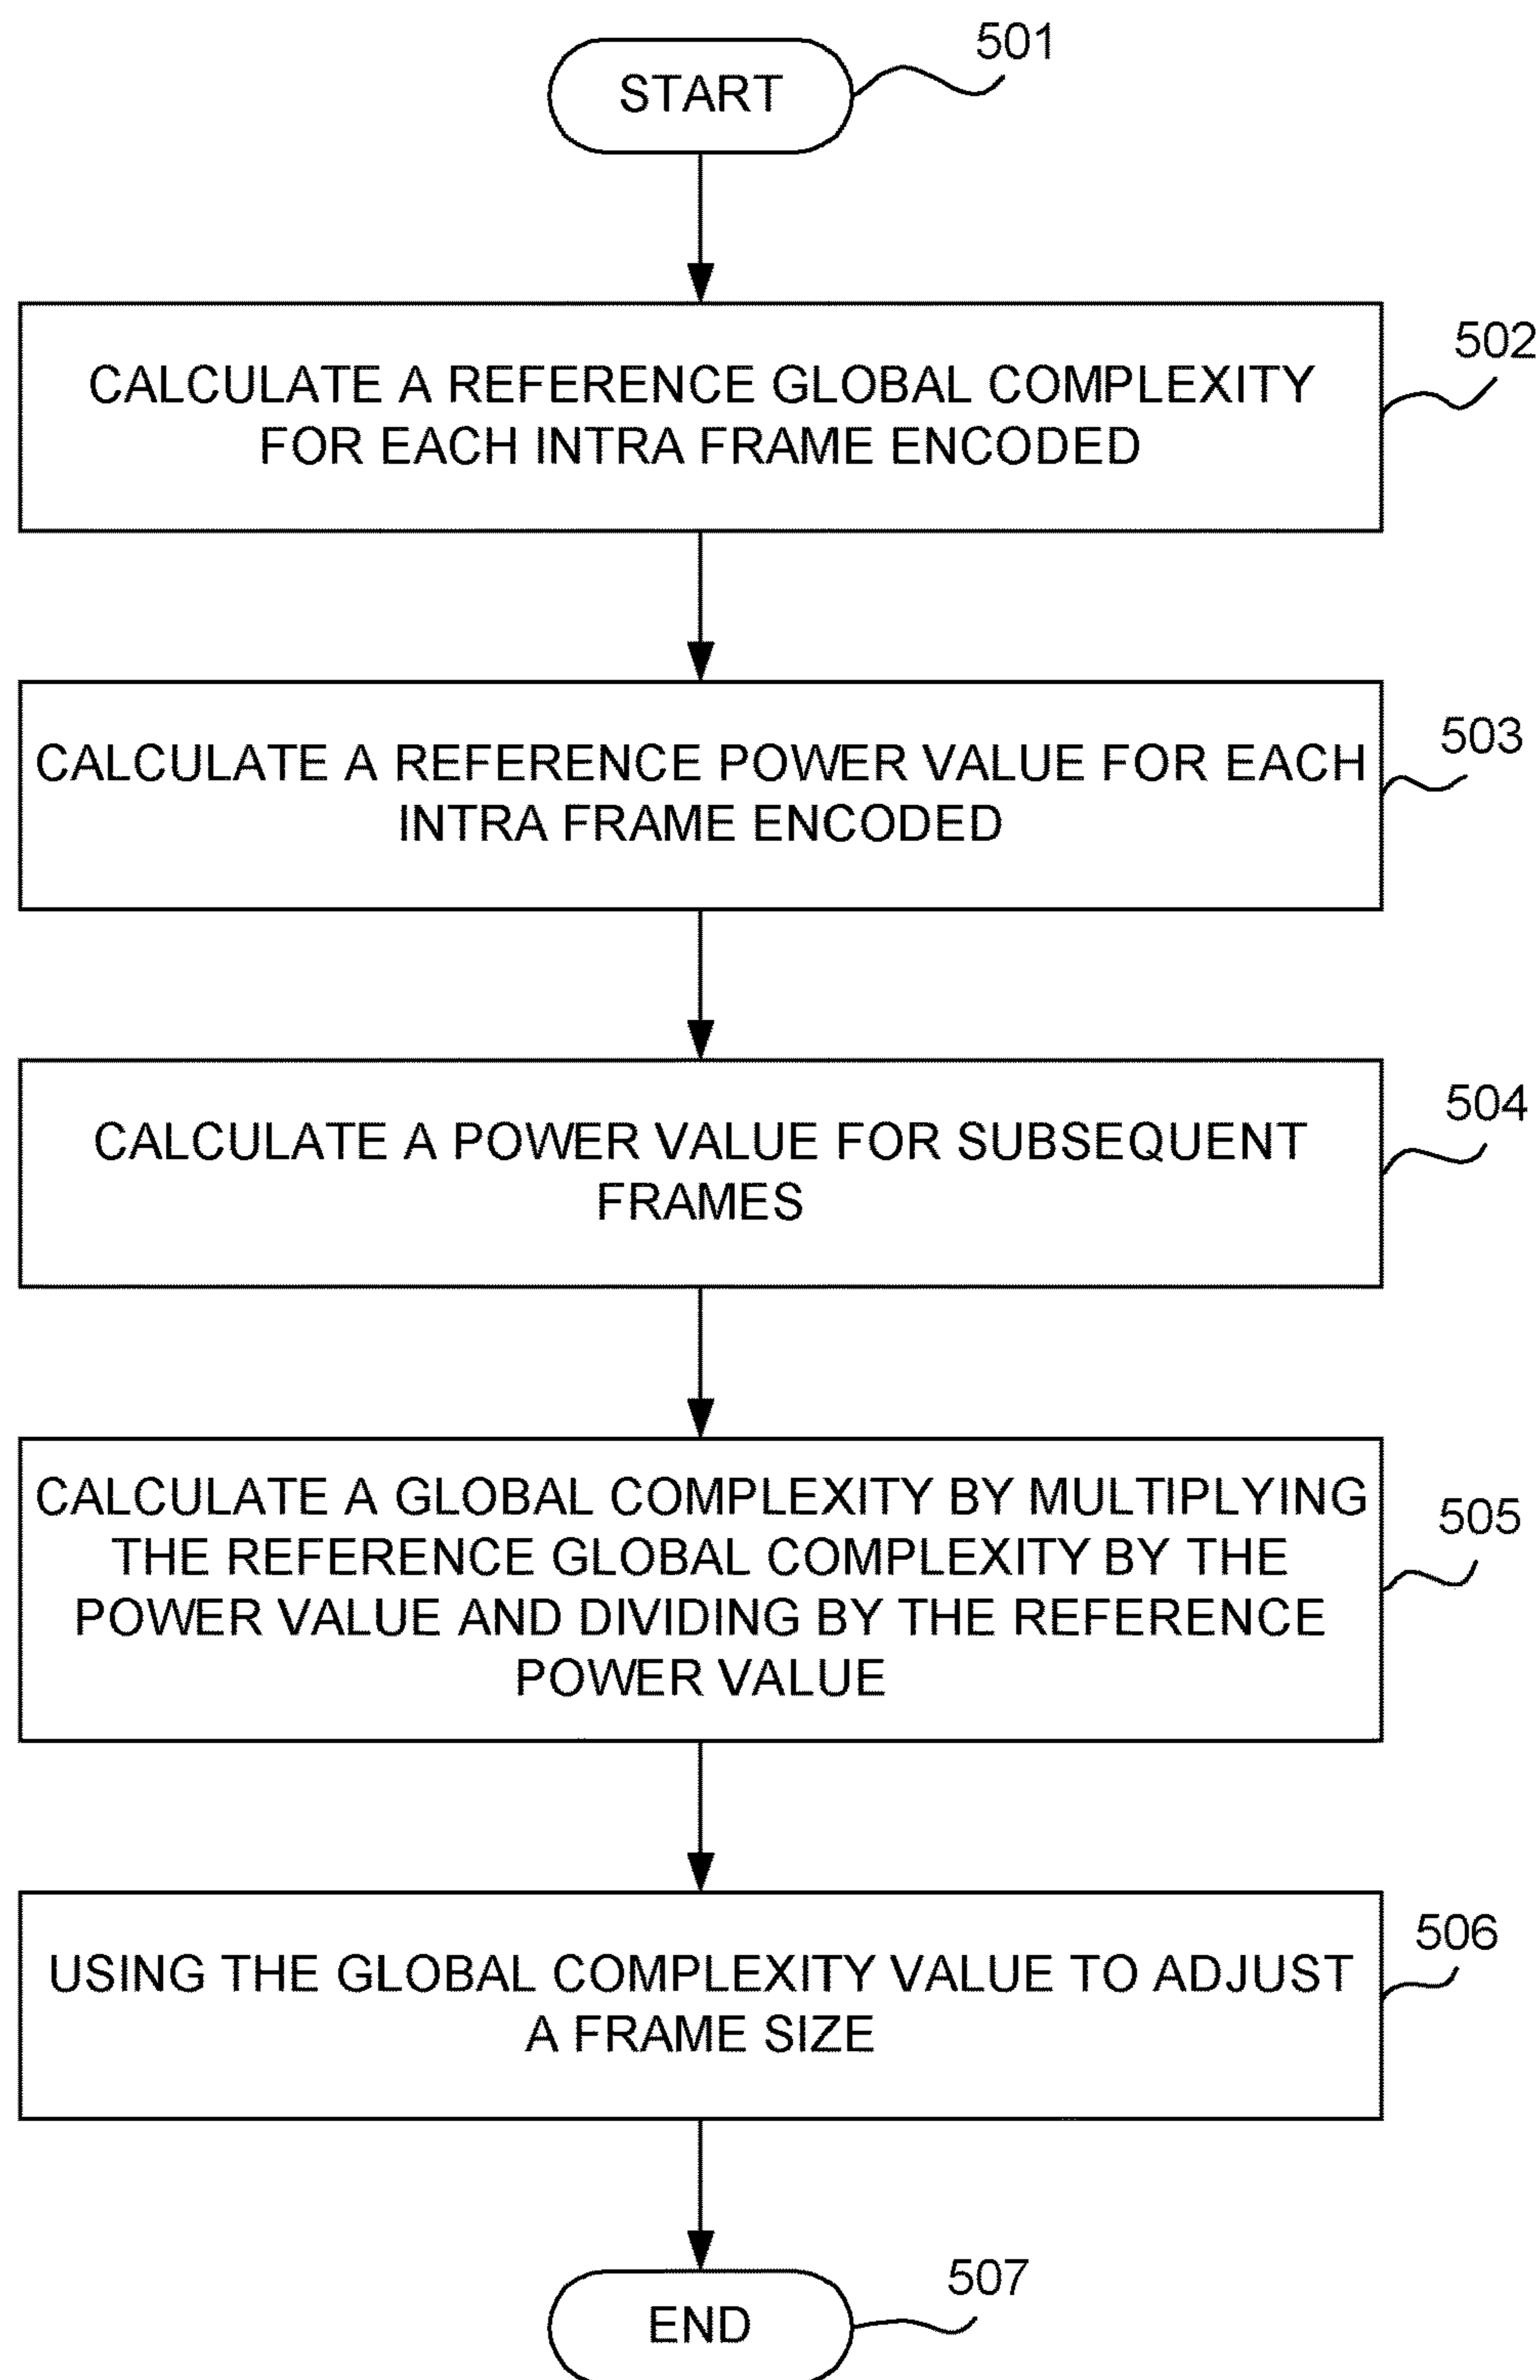 START
501
CALCULATE A REFERENCE GLOBAL COMPLEXITY
FOR EACH INTRA FRAME ENCODED
502
CALCULATE A REFERENCE POWER VALUE FOR EACH
INTRA FRAME ENCODED
503
CALCULATE A POWER VALUE FOR SUBSEQUENT
FRAMES
504
CALCULATE A GLOBAL COMPLEXITY BY MULTIPLYING
THE REFERENCE GLOBAL COMPLEXITY BY THE
POWER VALUE AND DIVIDING BY THE REFERENCE
POWER VALUE
505
USING THE GLOBAL COMPLEXITY VALUE TO ADJUST
A FRAME SIZE
506
END
507